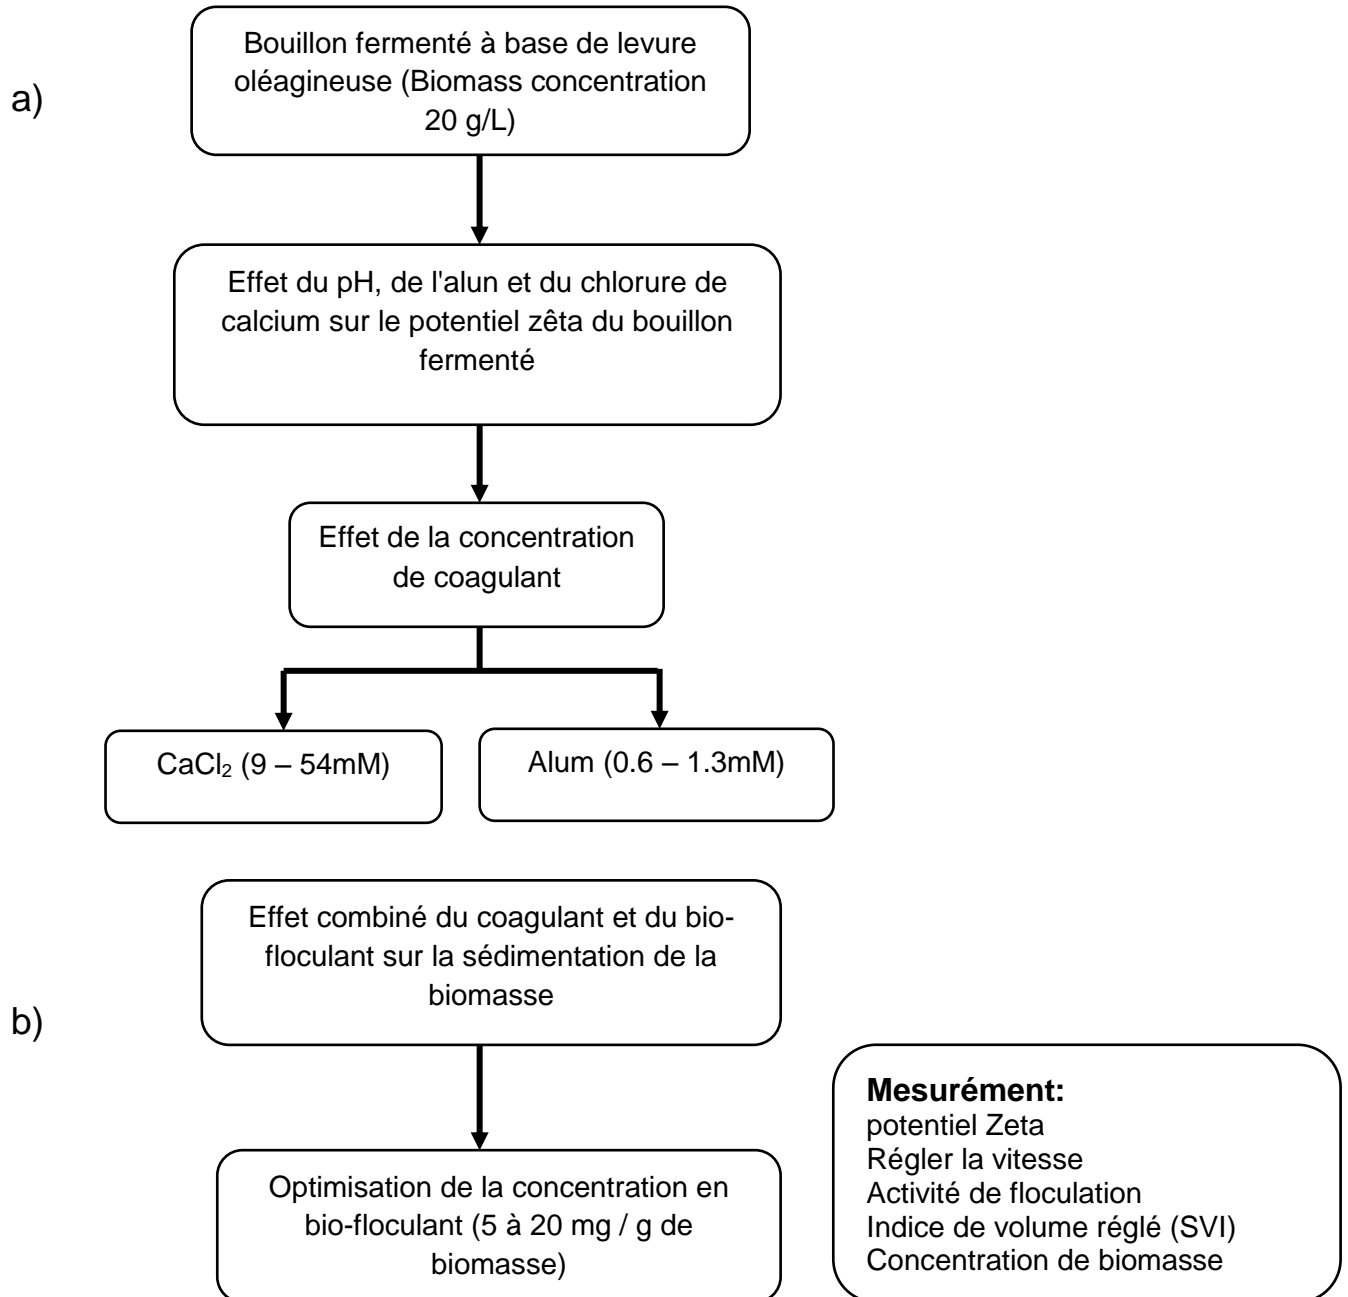 a)
Bouillon fermenté à base de levure
oléagineuse (Biomass concentration
20 g/L)
Effet du pH, de l'alun et du chlorure de
calcium sur le potentiel zêta du bouillon
fermenté
Effet de la concentration
de coagulant
CaCl₂ (9 – 54mM)
Alum (0.6 – 1.3mM)
b)
Effet combiné du coagulant et du bio-
floculant sur la sédimentation de la
biomasse
Optimisation de la concentration en
bio-floculant (5 à 20 mg / g de
biomasse)
Mesurément:
potentiel Zeta
Régler la vitesse
Activité de floculation
Indice de volume réglé (SVI)
Concentration de biomasse